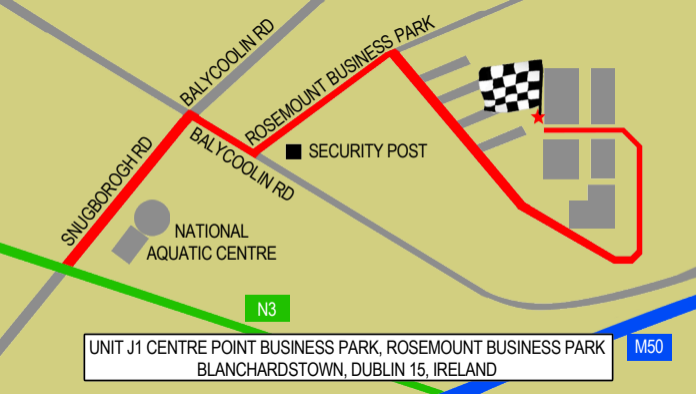 BALYCOOLIN RD
ROSEMOUNT BUSINESS PARK
SNUGBOROGH RD
BALYCOOLIN RD
SECURITY POST
NATIONAL
AQUATIC CENTRE
N3
M50
UNIT J1 CENTRE POINT BUSINESS PARK, ROSEMOUNT BUSINESS PARK
BLANCHARDSTOWN, DUBLIN 15, IRELAND